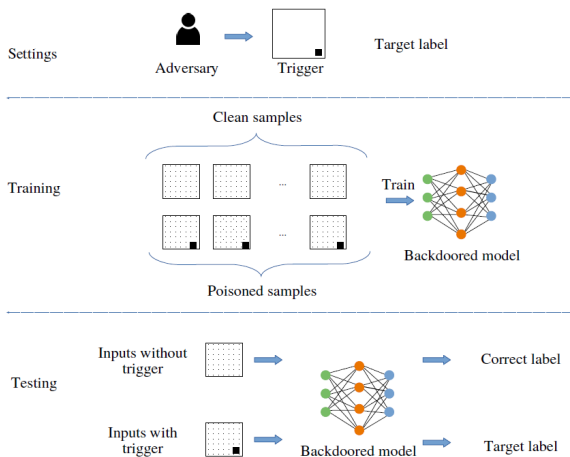 Settings
Adversary
Trigger
Target label
Clean samples
Training
...
...
Train
Backdoored model
Poisoned samples
Testing
Inputs without
trigger
Correct label
Inputs with
trigger
Backdoored model
Target label